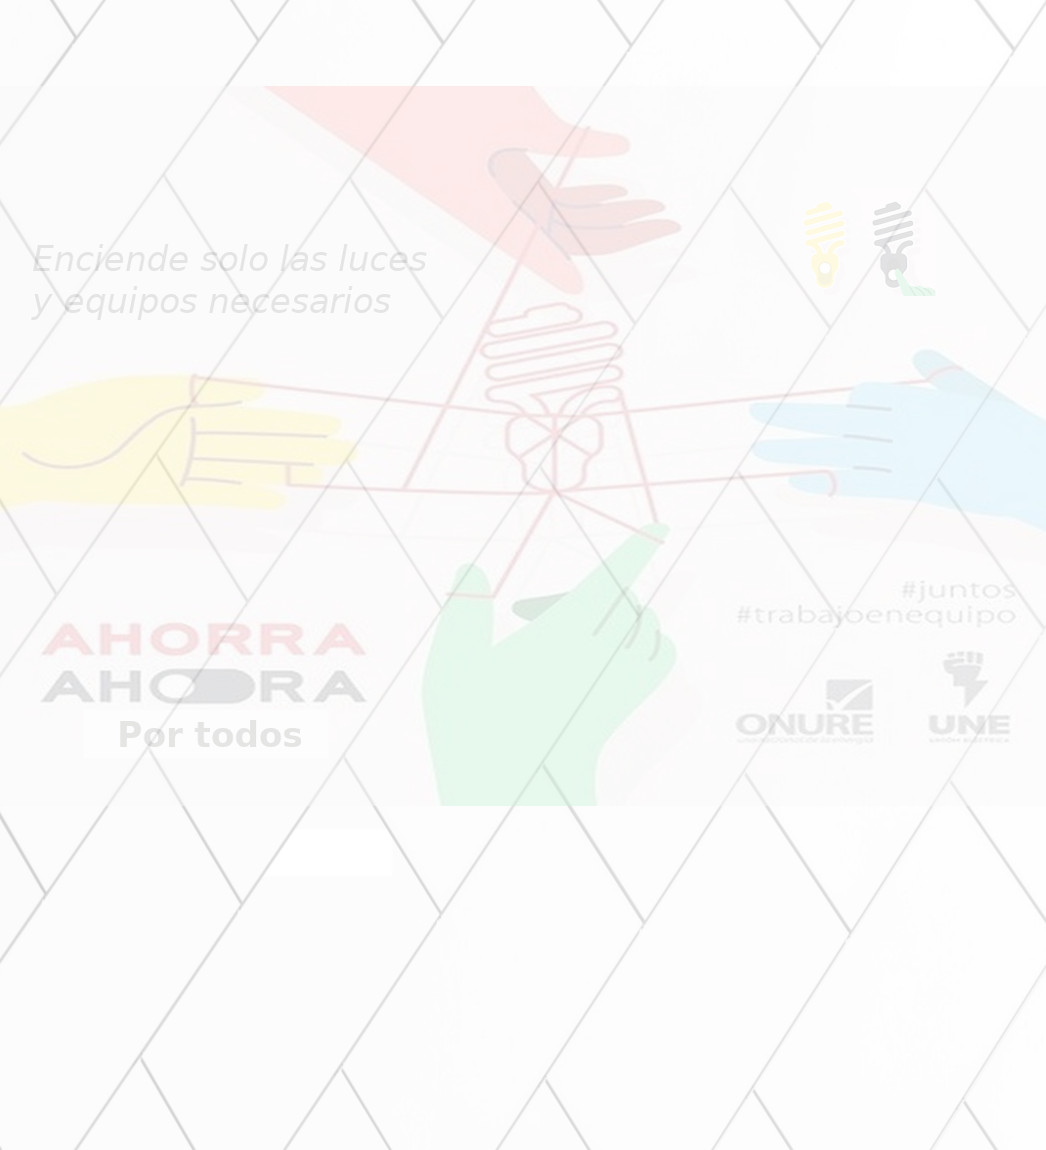 Enciende solo las luces
y equipos necesarios
#juntos
#trabajoenequipo
AHORRA
AHORA
Por todos
ONURE
UNE